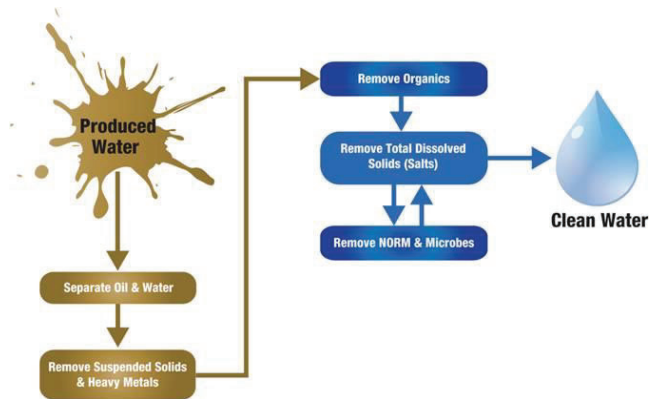 Produced
Water
Separate Oil & Water
Remove Suspended Solids
& Heavy Metals
Remove Organics
Remove Total Dissolved
Solids (Salts)
Remove NORM & Microbes
Clean Water